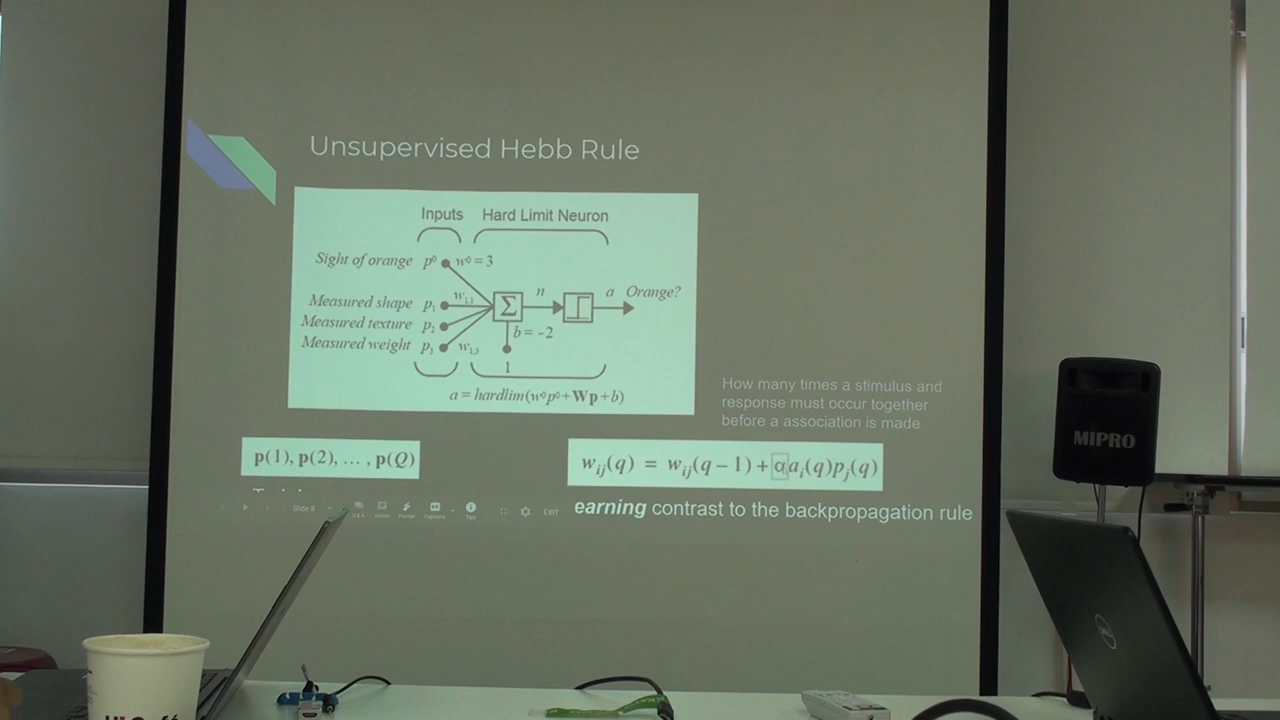 Unsupervised Hebb Rule
Inputs Hard Limit Neuron
Sight of orange p⁰ w⁰ = 3
Measured shape p₁ w₁,₁
Σ n a Orange?
Measured texture p₂
b = -2
Measured weight p₃ w₁,₃
1
a = hardlim(w⁰p⁰+Wp+b)
How many times a stimulus and
response must occur together
before a association is made
p(1), p(2), … , p(Q)
wᵢⱼ(q) = wᵢⱼ(q – 1) + αaᵢ(q)pⱼ(q)
Slide 8
EXIT
earning contrast to the backpropagation rule
MIPRO
DELL